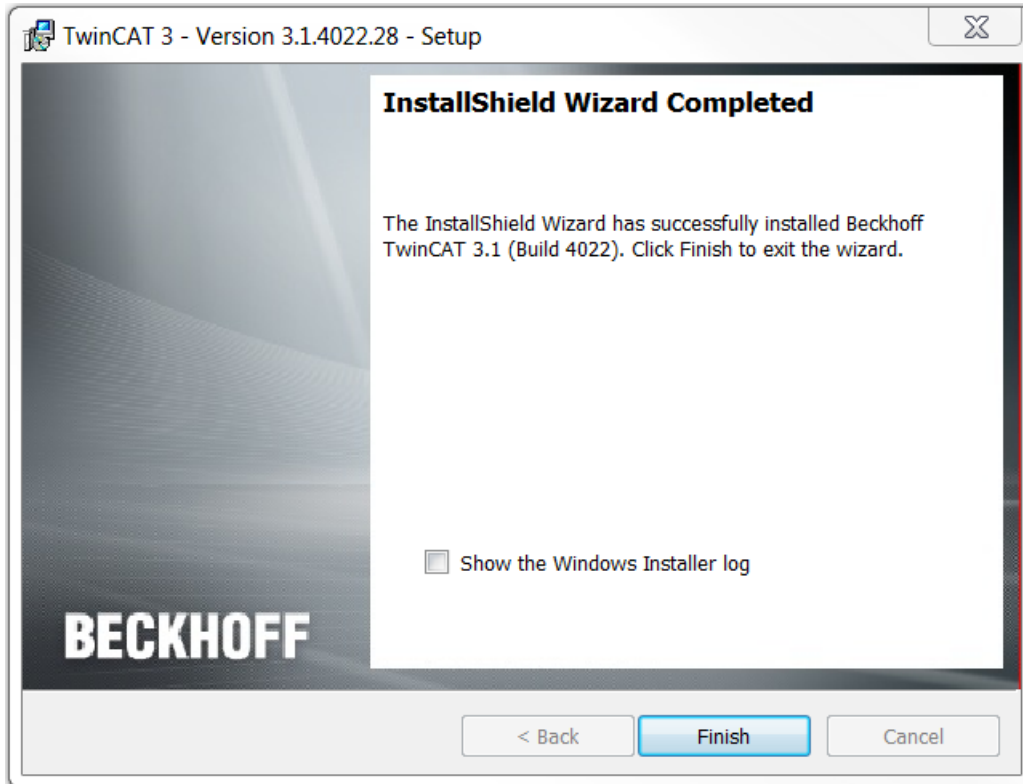 TwinCAT 3 - Version 3.1.4022.28 - Setup
InstallShield Wizard Completed
The InstallShield Wizard has successfully installed Beckhoff
TwinCAT 3.1 (Build 4022). Click Finish to exit the wizard.
Show the Windows Installer log
BECKHOFF
< Back
Finish
Cancel